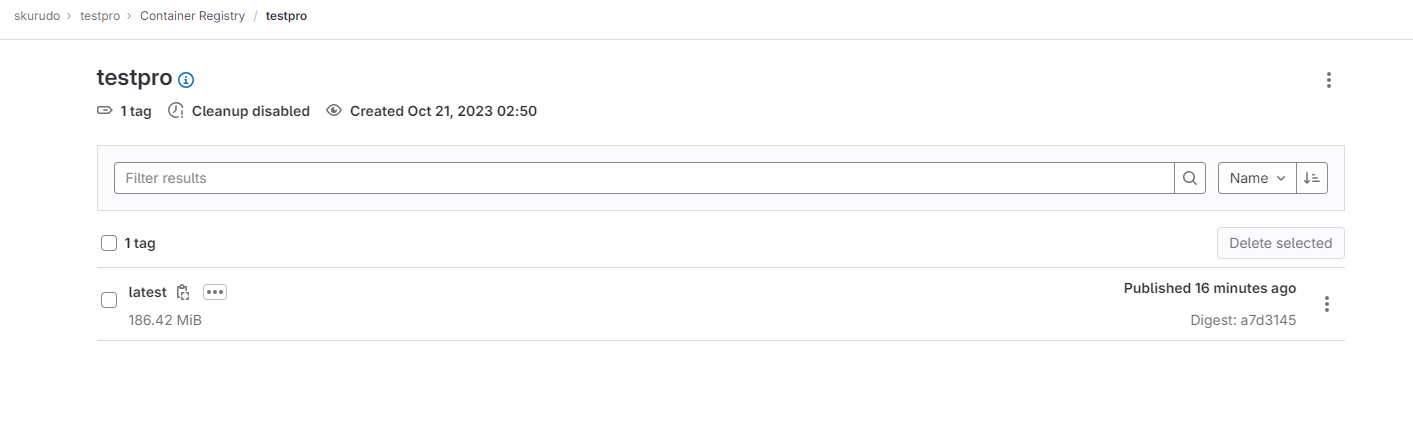 skurudo > testpro > Container Registry / testpro
testpro
1 tag Cleanup disabled Created Oct 21, 2023 02:50
Filter results Name
1 tag Delete selected
latest Published 16 minutes ago
186.42 MiB Digest: a7d3145